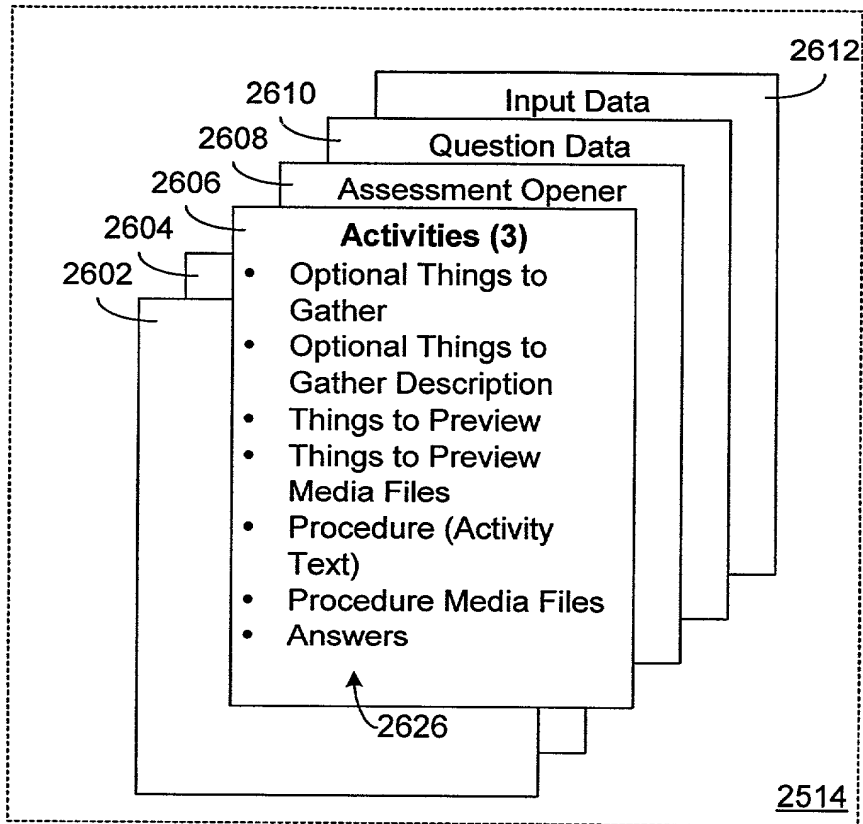 2612
Input Data
2610
Question Data
2608
Assessment Opener
2606
Activities (3)
2604
2602
• Optional Things to
Gather
• Optional Things to
Gather Description
• Things to Preview
• Things to Preview
Media Files
• Procedure (Activity
Text)
• Procedure Media Files
• Answers
2626
2514